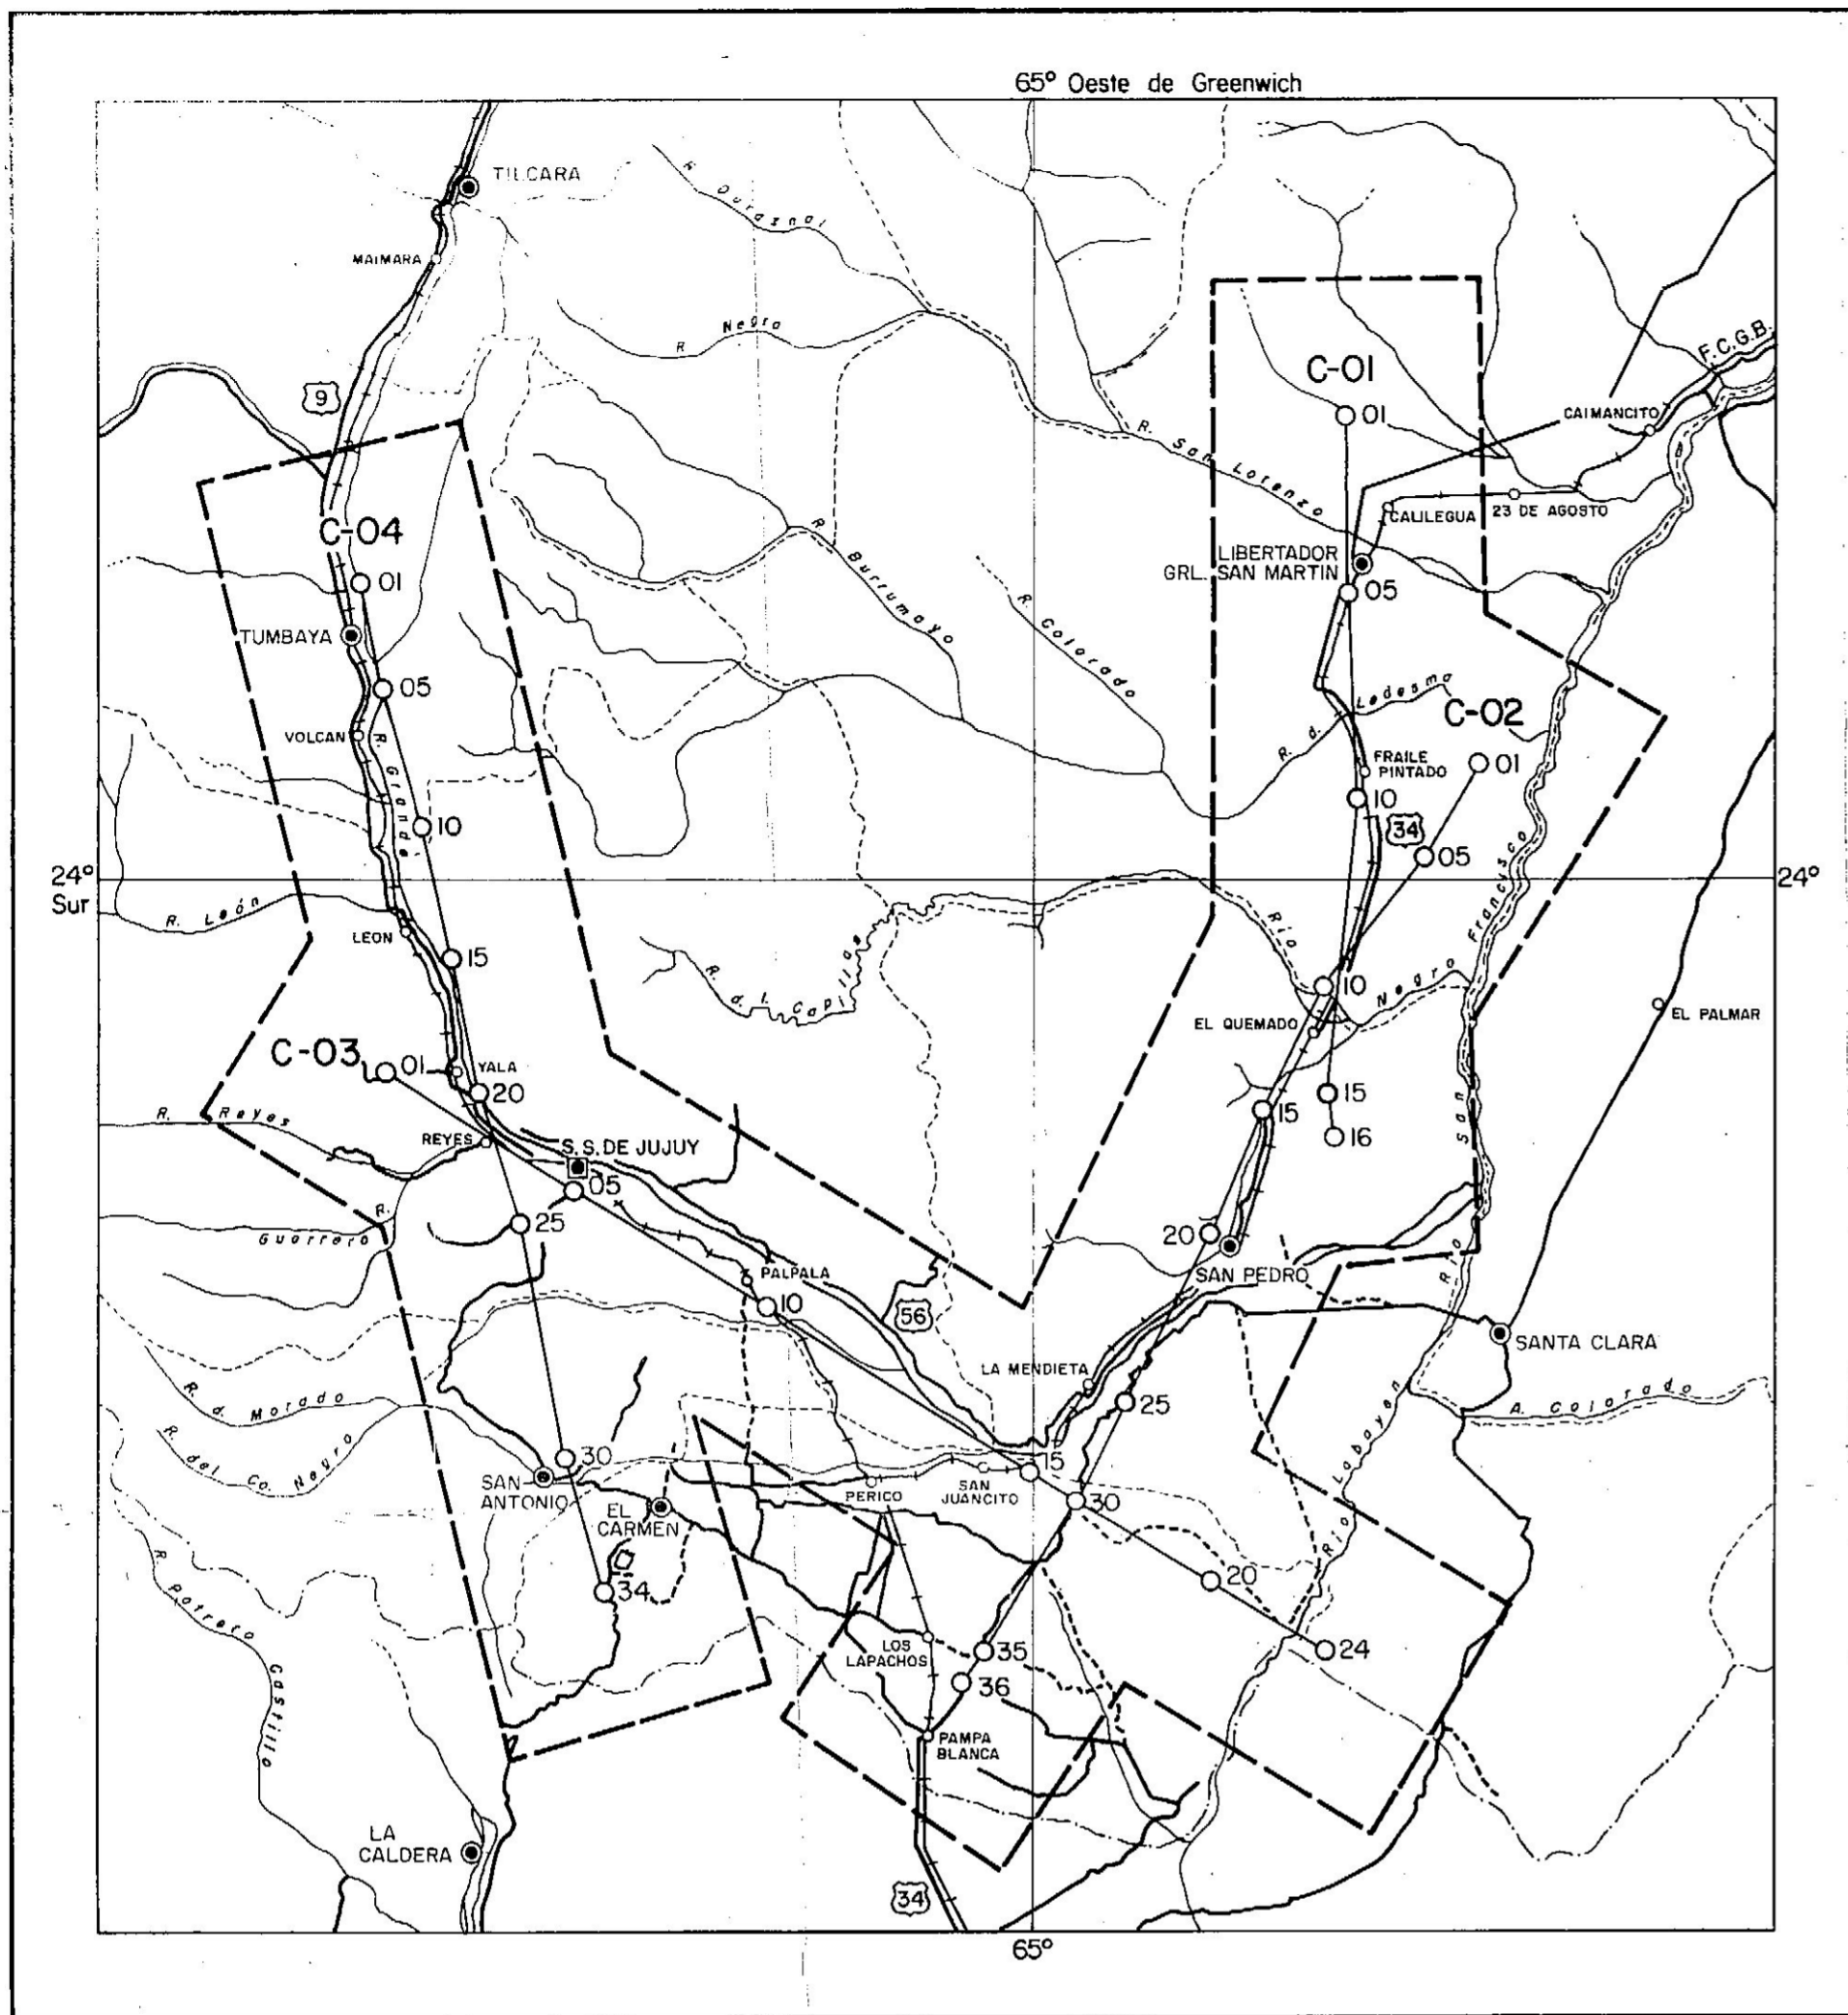 65° Oeste de Greenwich
TILCARA
R. Duraznal
MAIMARA
R. Negro
F.C.G.B.
C-01
9
01
CAIMANCITO
R. San Lorenzo
C-04
CALILEGUA
23 DE AGOSTO
LIBERTADOR
GRL. SAN MARTIN
01
05
R. Burrumayo
R. Colorado
TUMBAYA
05
R. d. Ledesma
C-02
VOLCAN
R. Grande
FRAILE
PINTADO
01
10
10
34
05
24°
Sur
24°
R. León
LEON
15
Río Negro
R. d. l. Capillas
10
EL QUEMADO
EL PALMAR
Río San Francisco
C-03
01
YALA
20
15
15
16
R. Reyes
REYES
S.S. DE JUJUY
05
25
R. Guerrero
20
SAN PEDRO
PALPALA
10
56
SANTA CLARA
LA MENDIETA
25
R. d. Morado
A. Colorado
R. del Co. Negro
30
SAN
ANTONIO
EL
CARMEN
PERICO
SAN
JUANCITO
15
30
Río Labayen
R. Potrero
Castillo
20
34
LOS
LAPACHOS
35
24
36
PAMPA
BLANCA
LA
CALDERA
34
65°